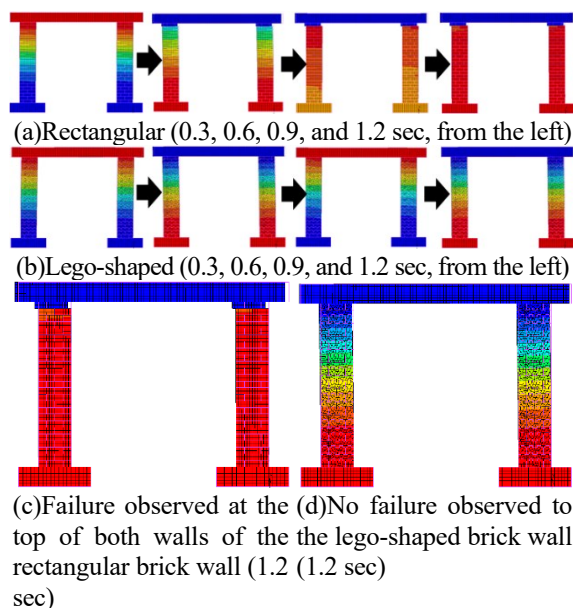 (a)Rectangular (0.3, 0.6, 0.9, and 1.2 sec, from the left)
(b)Lego-shaped (0.3, 0.6, 0.9, and 1.2 sec, from the left)
(c)Failure observed at the
top of both walls of the
rectangular brick wall (1.2
sec)
(d)No failure observed to
the lego-shaped brick wall
(1.2 sec)